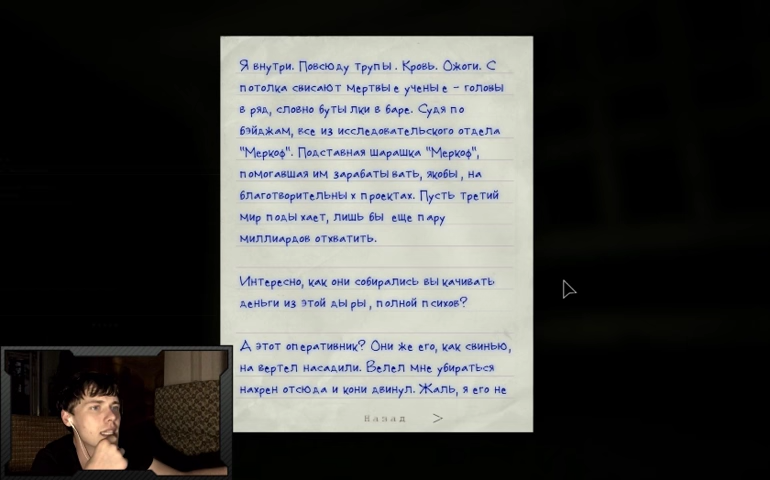 Я внутри. Повсюду трупы. Кровь. Ожоги. С
потолка свисают мертвые ученые - головы
в ряд, словно бутылки в баре. Судя по
бэйджам, все из исследовательского отдела
"Меркоф". Подставная шарашка "Меркоф",
помогавшая им зарабатывать, якобы, на
благотворительных проектах. Пусть третий
мир подыхает, лишь бы еще пару
миллиардов отхватить.
Интересно, как они собирались выкачивать
деньги из этой дыры, полной психов?
А этот оперативник? Они же его, как свинью,
на вертел насадили. Велел мне убираться
нахрен отсюда и кони двинул. Жаль, я его не
Назад >